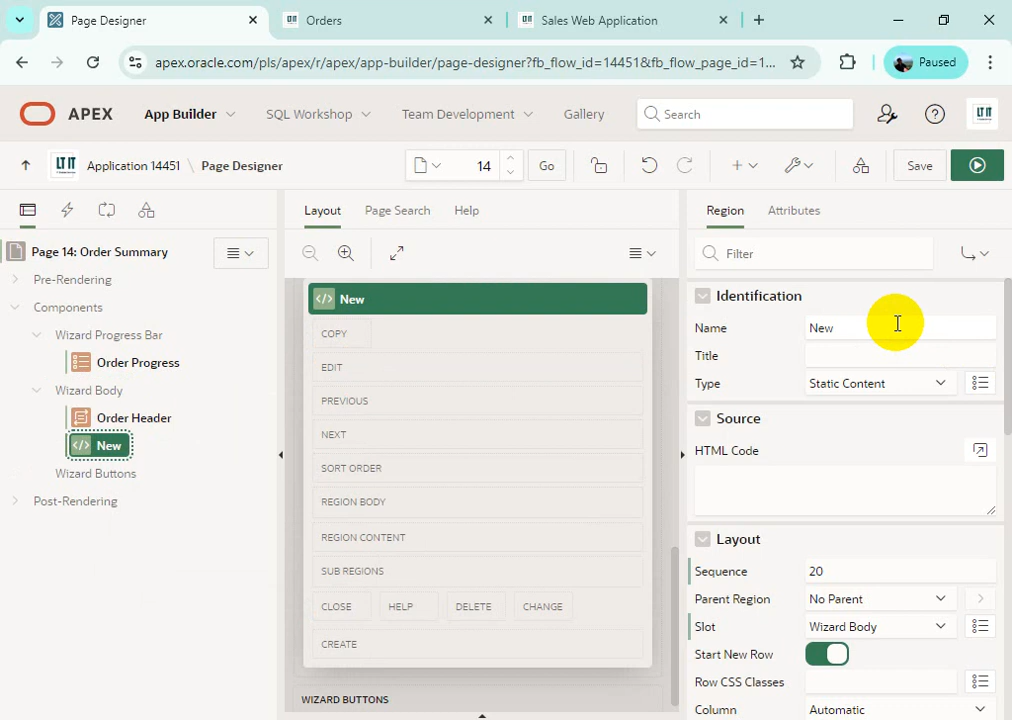 Page Designer
Orders
Sales Web Application
apex.oracle.com/pls/apex/r/apex/app-builder/page-designer?fb_flow_id=14451&fb_flow_page_id=1...
Paused
APEX
App Builder
SQL Workshop
Team Development
Gallery
Search
LT IT
LT IT
Application 14451 \ Page Designer
14
Go
Save
Layout
Page Search
Help
Region
Attributes
Page 14: Order Summary
Filter
Pre-Rendering
Components
Wizard Progress Bar
Order Progress
Wizard Body
Order Header
New
Wizard Buttons
Post-Rendering
New
COPY
EDIT
PREVIOUS
NEXT
SORT ORDER
REGION BODY
REGION CONTENT
SUB REGIONS
CLOSE
HELP
DELETE
CHANGE
CREATE
WIZARD BUTTONS
Identification
Name
New
Title
Type
Static Content
Source
HTML Code
Layout
Sequence
20
Parent Region
No Parent
Slot
Wizard Body
Start New Row
Row CSS Classes
Column
Automatic